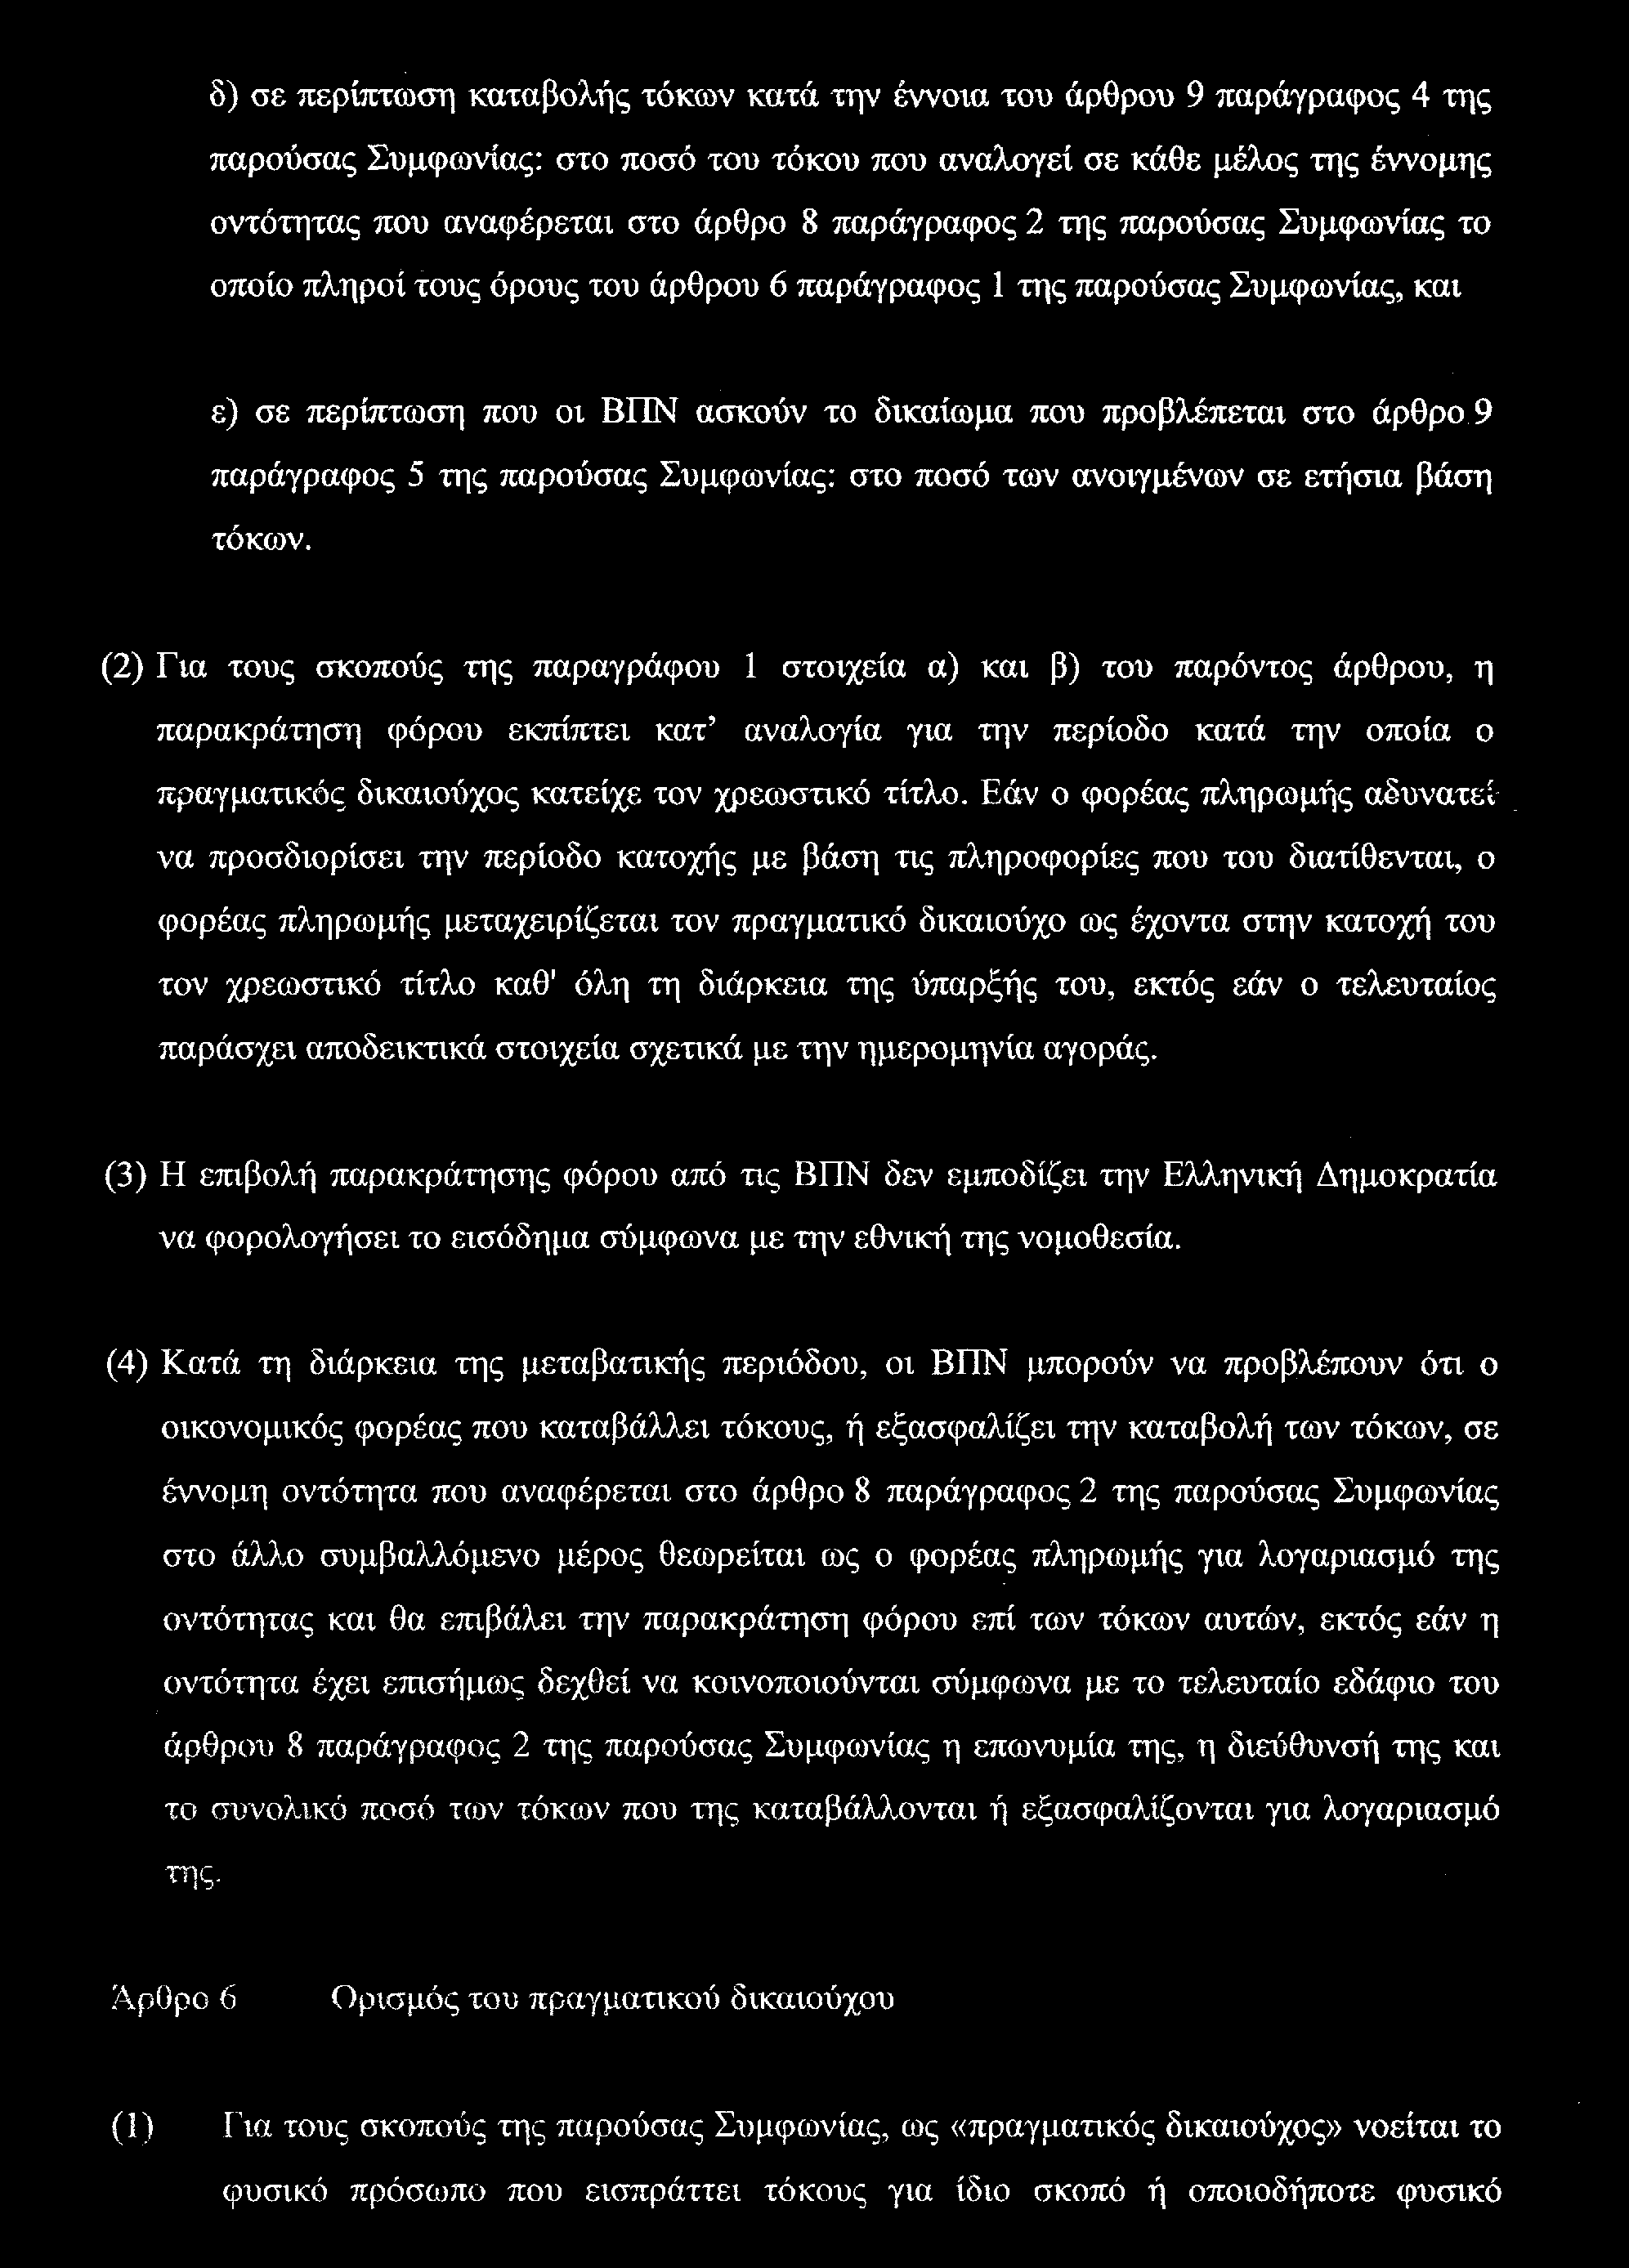 δ) σε περίπτωση καταβολής τόκων κατά την έννοια του άρθρου 9 παράγραφος 4 της
παρούσας Συμφωνίας: στο ποσό του τόκου που αναλογεί σε κάθε μέλος της έννομης
οντότητας που αναφέρεται στο άρθρο 8 παράγραφος 2 της παρούσας Συμφωνίας το
οποίο πληροί τους όρους του άρθρου 6 παράγραφος 1 της παρούσας Συμφωνίας, και
ε) σε περίπτωση που οι ΒΠΝ ασκούν το δικαίωμα που προβλέπεται στο άρθρο 9
παράγραφος 5 της παρούσας Συμφωνίας: στο ποσό των ανοιγμένων σε ετήσια βάση
τόκων.
(2) Για τους σκοπούς της παραγράφου 1 στοιχεία α) και β) του παρόντος άρθρου, η
παρακράτηση φόρου εκπίπτει κατ’ αναλογία για την περίοδο κατά την οποία ο
πραγματικός δικαιούχος κατείχε τον χρεωστικό τίτλο. Εάν ο φορέας πληρωμής αδυνατεί
να προσδιορίσει την περίοδο κατοχής με βάση τις πληροφορίες που του διατίθενται, ο
φορέας πληρωμής μεταχειρίζεται τον πραγματικό δικαιούχο ως έχοντα στην κατοχή του
τον χρεωστικό τίτλο καθ' όλη τη διάρκεια της ύπαρξής του, εκτός εάν ο τελευταίος
παράσχει αποδεικτικά στοιχεία σχετικά με την ημερομηνία αγοράς.
(3) Η επιβολή παρακράτησης φόρου από τις ΒΠΝ δεν εμποδίζει την Ελληνική Δημοκρατία
να φορολογήσει το εισόδημα σύμφωνα με την εθνική της νομοθεσία.
(4) Κατά τη διάρκεια της μεταβατικής περιόδου, οι ΒΠΝ μπορούν να προβλέπουν ότι ο
οικονομικός φορέας που καταβάλλει τόκους, ή εξασφαλίζει την καταβολή των τόκων, σε
έννομη οντότητα που αναφέρεται στο άρθρο 8 παράγραφος 2 της παρούσας Συμφωνίας
στο άλλο συμβαλλόμενο μέρος θεωρείται ως ο φορέας πληρωμής για λογαριασμό της
οντότητας και θα επιβάλει την παρακράτηση φόρου επί των τόκων αυτών, εκτός εάν η
οντότητα έχει επισήμως δεχθεί να κοινοποιούνται σύμφωνα με το τελευταίο εδάφιο του
άρθρου 8 παράγραφος 2 της παρούσας Συμφωνίας η επωνυμία της, η διεύθυνσή της και
το συνολικό ποσό των τόκων που της καταβάλλονται ή εξασφαλίζονται για λογαριασμό
της.
Άρθρο 6 Ορισμός του πραγματικού δικαιούχου
(1) Για τους σκοπούς της παρούσας Συμφωνίας, ως «πραγματικός δικαιούχος» νοείται το
φυσικό πρόσωπο που εισπράττει τόκους για ίδιο σκοπό ή οποιοδήποτε φυσικό